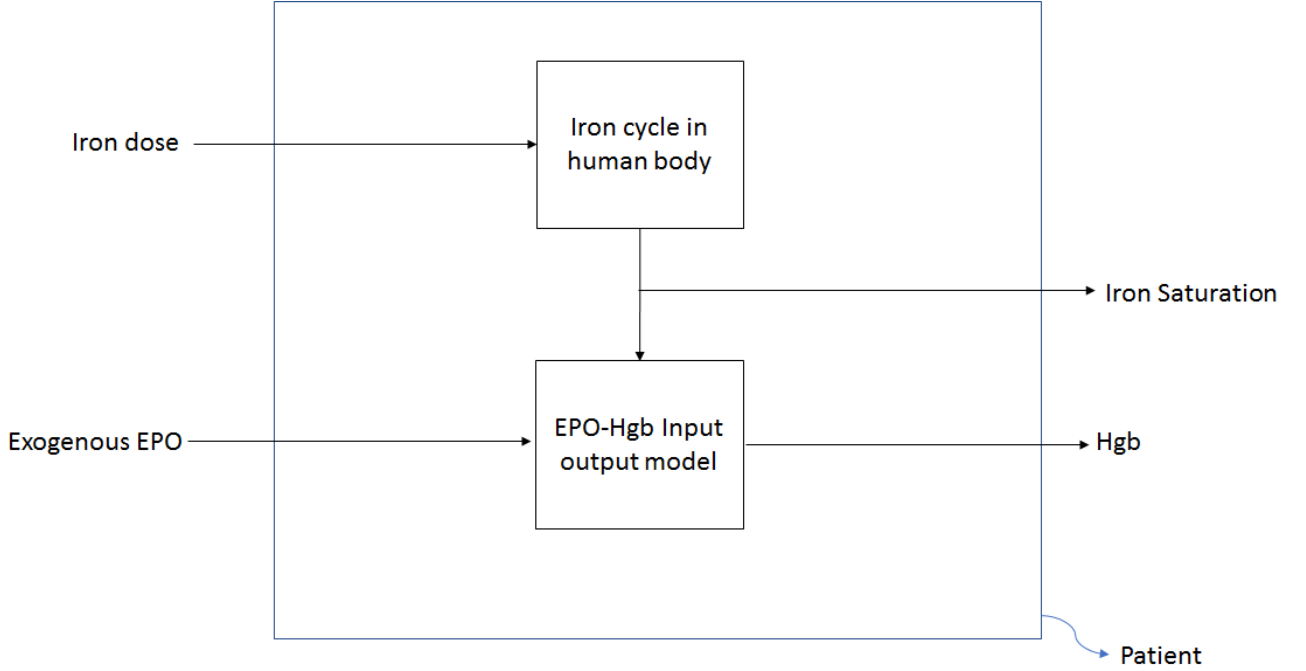 Iron dose
Iron cycle in
human body
Iron Saturation
Exogenous EPO
EPO-Hgb Input
output model
Hgb
Patient